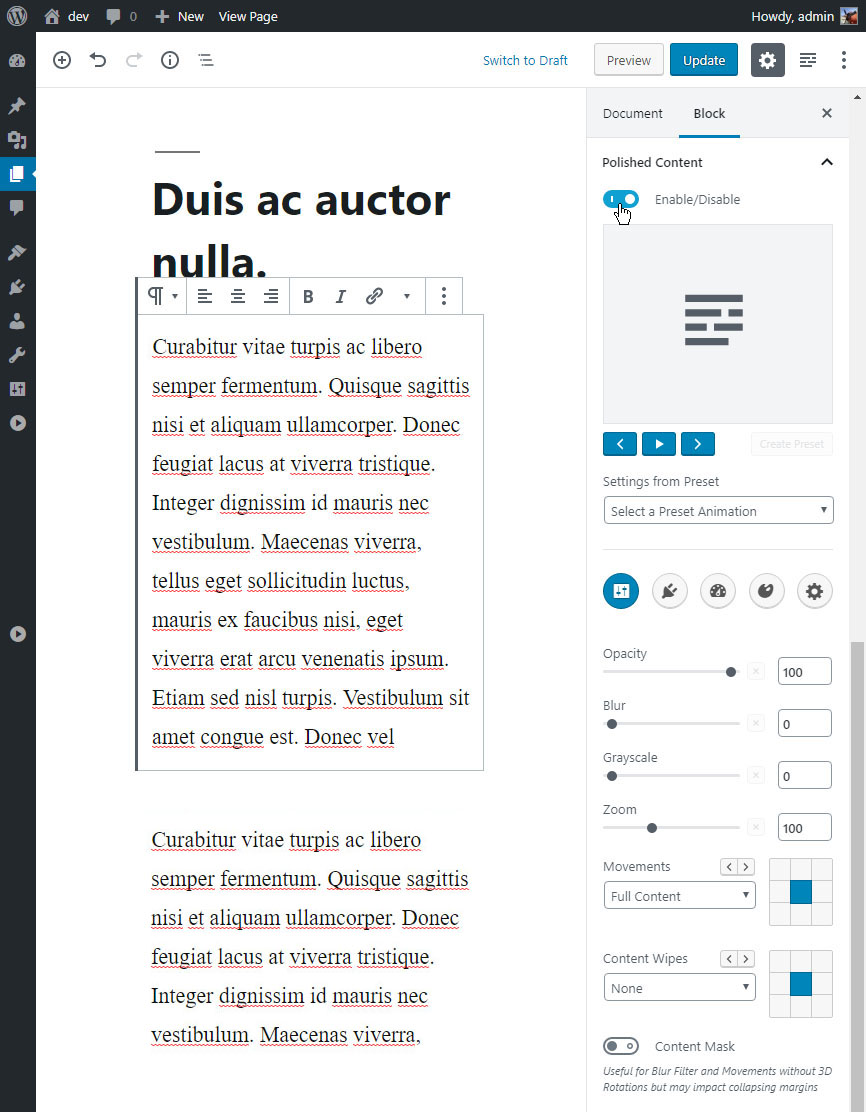 dev
0
New
View Page
Howdy, admin
Switch to Draft
Preview
Update
Document
Block
Duis ac auctor
nulla.
B
I
Curabitur vitae turpis ac libero
semper fermentum. Quisque sagittis
nisi et aliquam ullamcorper. Donec
feugiat lacus at viverra tristique.
Integer dignissim id mauris nec
vestibulum. Maecenas viverra,
tellus eget sollicitudin luctus,
mauris ex faucibus nisi, eget
viverra erat arcu venenatis ipsum.
Etiam sed nisl turpis. Vestibulum sit
amet congue est. Donec vel
Curabitur vitae turpis ac libero
semper fermentum. Quisque sagittis
nisi et aliquam ullamcorper. Donec
feugiat lacus at viverra tristique.
Integer dignissim id mauris nec
vestibulum. Maecenas viverra,
Polished Content
Enable/Disable
Create Preset
Settings from Preset
Select a Preset Animation
Opacity
100
Blur
0
Grayscale
0
Zoom
100
Movements
Full Content
Content Wipes
None
Content Mask
Useful for Blur Filter and Movements without 3D
Rotations but may impact collapsing margins